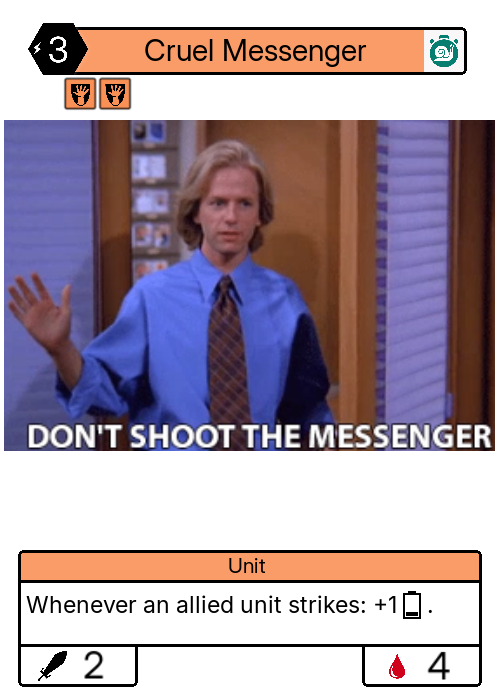 3 Cruel Messenger
DON'T SHOOT THE MESSENGER
Unit
Whenever an allied unit strikes: +1 .
2 4